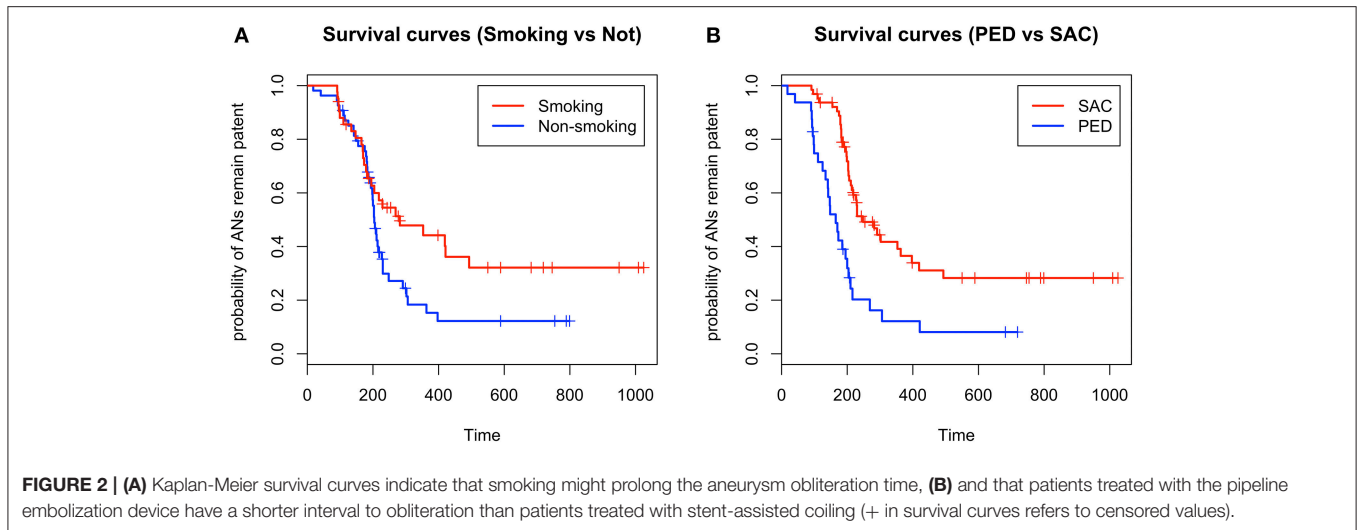 A Survival curves (Smoking vs Not)
probability of ANs remain patent
1.0
0.8
0.6
0.4
0.2
0.0
Smoking
Non-smoking
0 200 400 600 800 1000
Time
B Survival curves (PED vs SAC)
probability of ANs remain patent
1.0
0.8
0.6
0.4
0.2
0.0
SAC
PED
0 200 400 600 800 1000
Time
FIGURE 2 | (A) Kaplan-Meier survival curves indicate that smoking might prolong the aneurysm obliteration time, (B) and that patients treated with the pipeline
embolization device have a shorter interval to obliteration than patients treated with stent-assisted coiling (+ in survival curves refers to censored values).